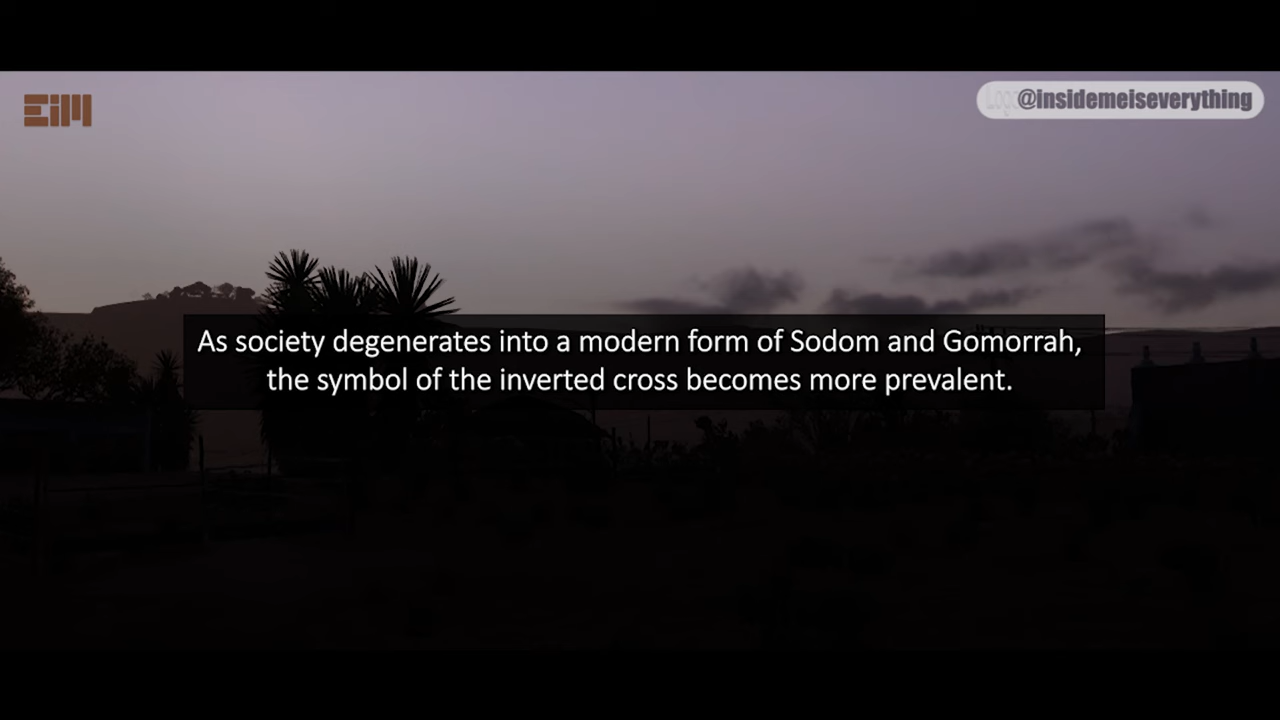 EiM
@insidemeiseverything
As society degenerates into a modern form of Sodom and Gomorrah,
the symbol of the inverted cross becomes more prevalent.